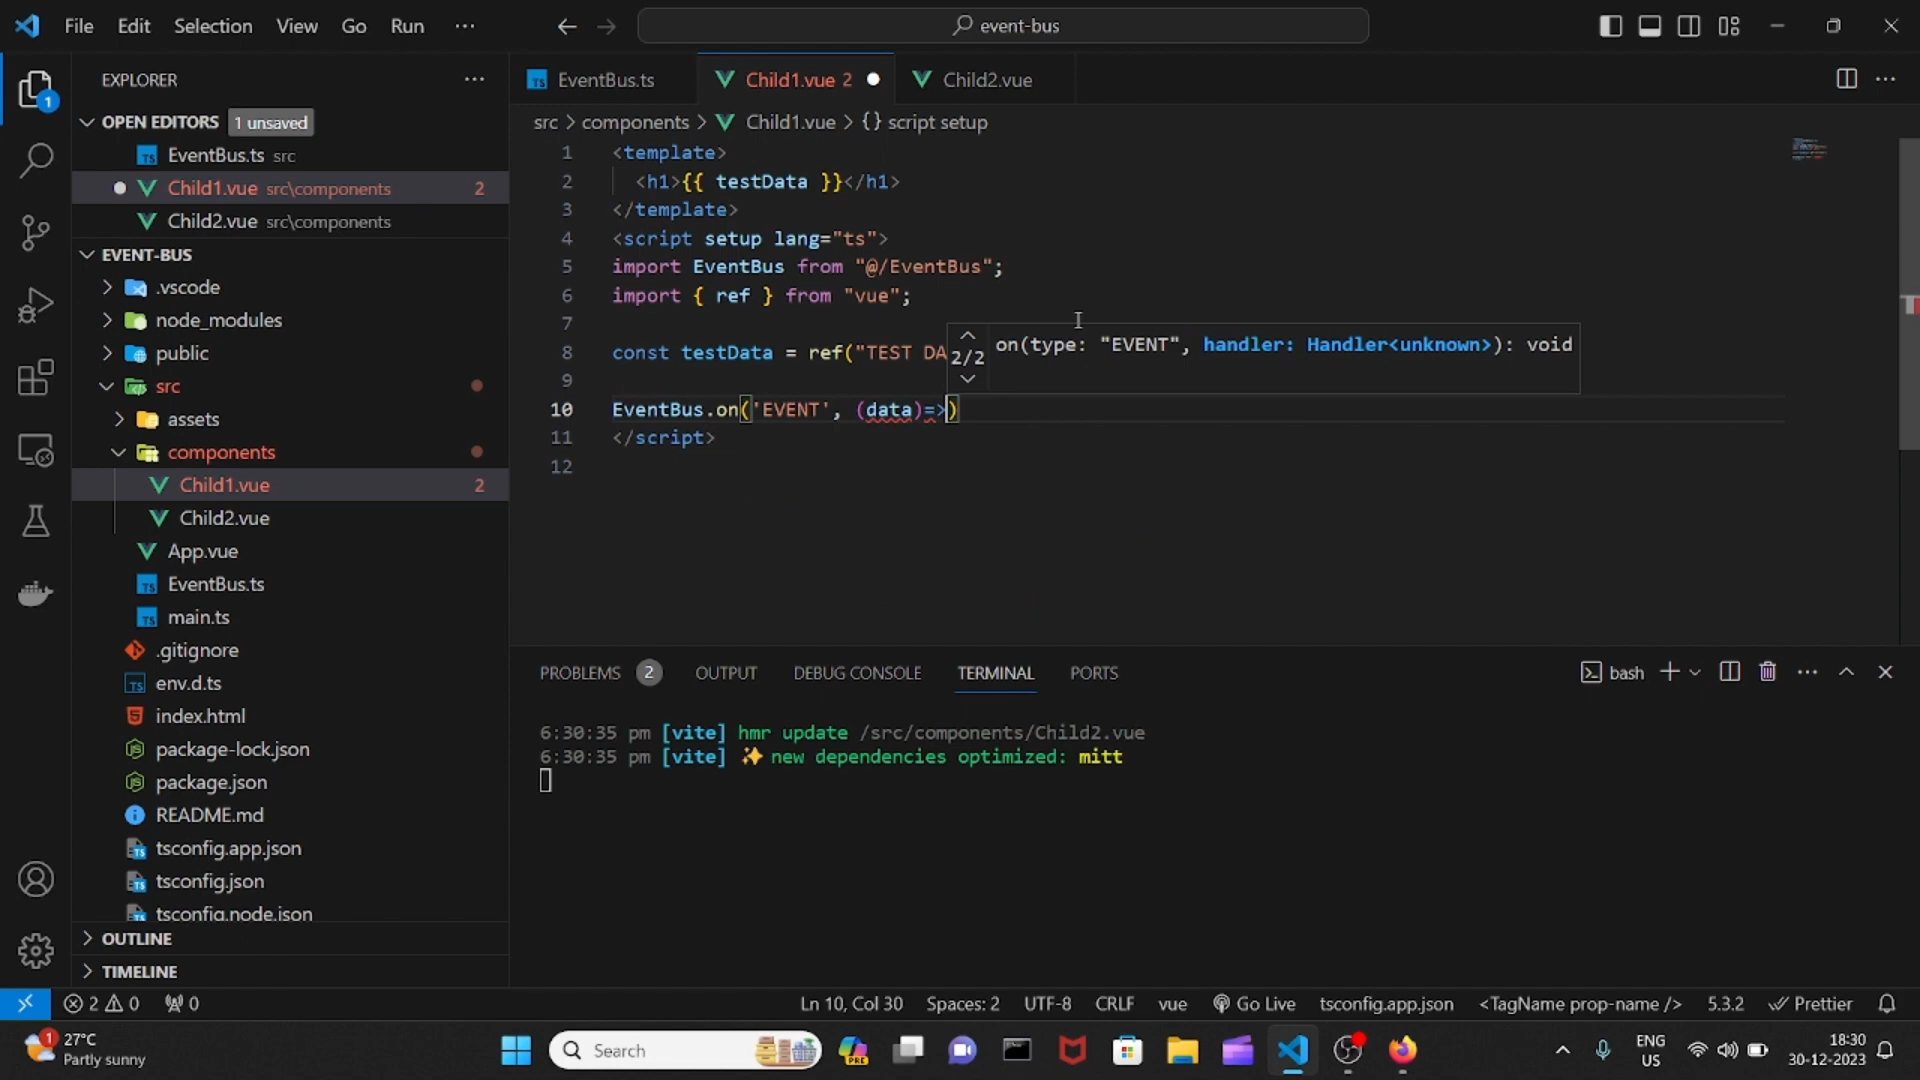 File Edit Selection View Go Run ··· event-bus
EXPLORER ···
OPEN EDITORS 1 unsaved
TS EventBus.ts src
Child1.vue src\components 2
Child2.vue src\components
EVENT-BUS
.vscode
node_modules
public
src
assets
components
Child1.vue 2
Child2.vue
App.vue
TS EventBus.ts
TS main.ts
.gitignore
TS env.d.ts
index.html
package-lock.json
package.json
README.md
tsconfig.app.json
tsconfig.json
tsconfig.node.json
OUTLINE
TIMELINE
1
TS EventBus.ts Child1.vue 2 Child2.vue
src > components > Child1.vue > {} script setup
1 <template>
2 <h1>{{ testData }}</h1>
3 </template>
4 <script setup lang="ts">
5 import EventBus from "@/EventBus";
6 import { ref } from "vue";
7
8 const testData = ref("TEST DA
2/2 on(type: "EVENT", handler: Handler<unknown>): void
9
10 EventBus.on('EVENT', (data)=>)
11 </script>
12
PROBLEMS 2 OUTPUT DEBUG CONSOLE TERMINAL PORTS bash
6:30:35 pm [vite] hmr update /src/components/Child2.vue
6:30:35 pm [vite] ✨ new dependencies optimized: mitt
2 0 0 Ln 10, Col 30 Spaces: 2 UTF-8 CRLF vue Go Live tsconfig.app.json <TagName prop-name /> 5.3.2 Prettier
1 27°C
Partly sunny
Search
PRE
ENG
US
18:30
30-12-2023